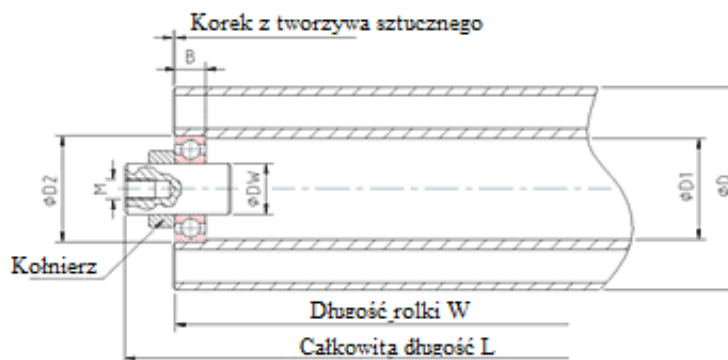 Korek z tworzywa sztucznego
B
ΦD2
M
ΦDW
ΦD1
ΦD
Kołnierz
Długość rolki W
Całkowita długość L